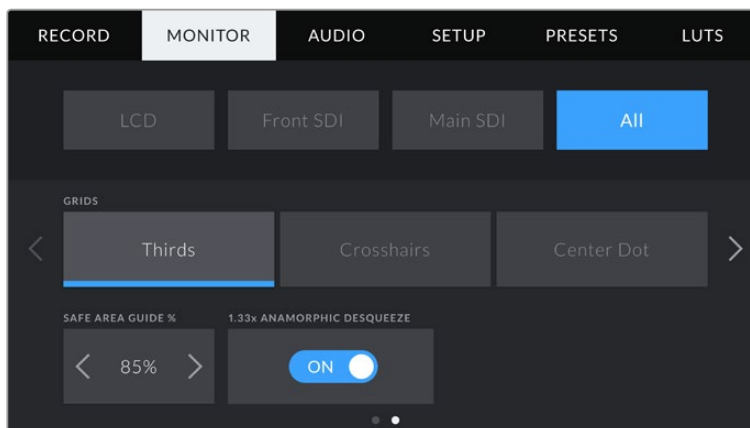 RECORD MONITOR AUDIO SETUP PRESETS LUTS
LCD Front SDI Main SDI All
GRIDS
Thirds Crosshairs Center Dot
SAFE AREA GUIDE % 1.33x ANAMORPHIC DESQUEEZE
85% ON